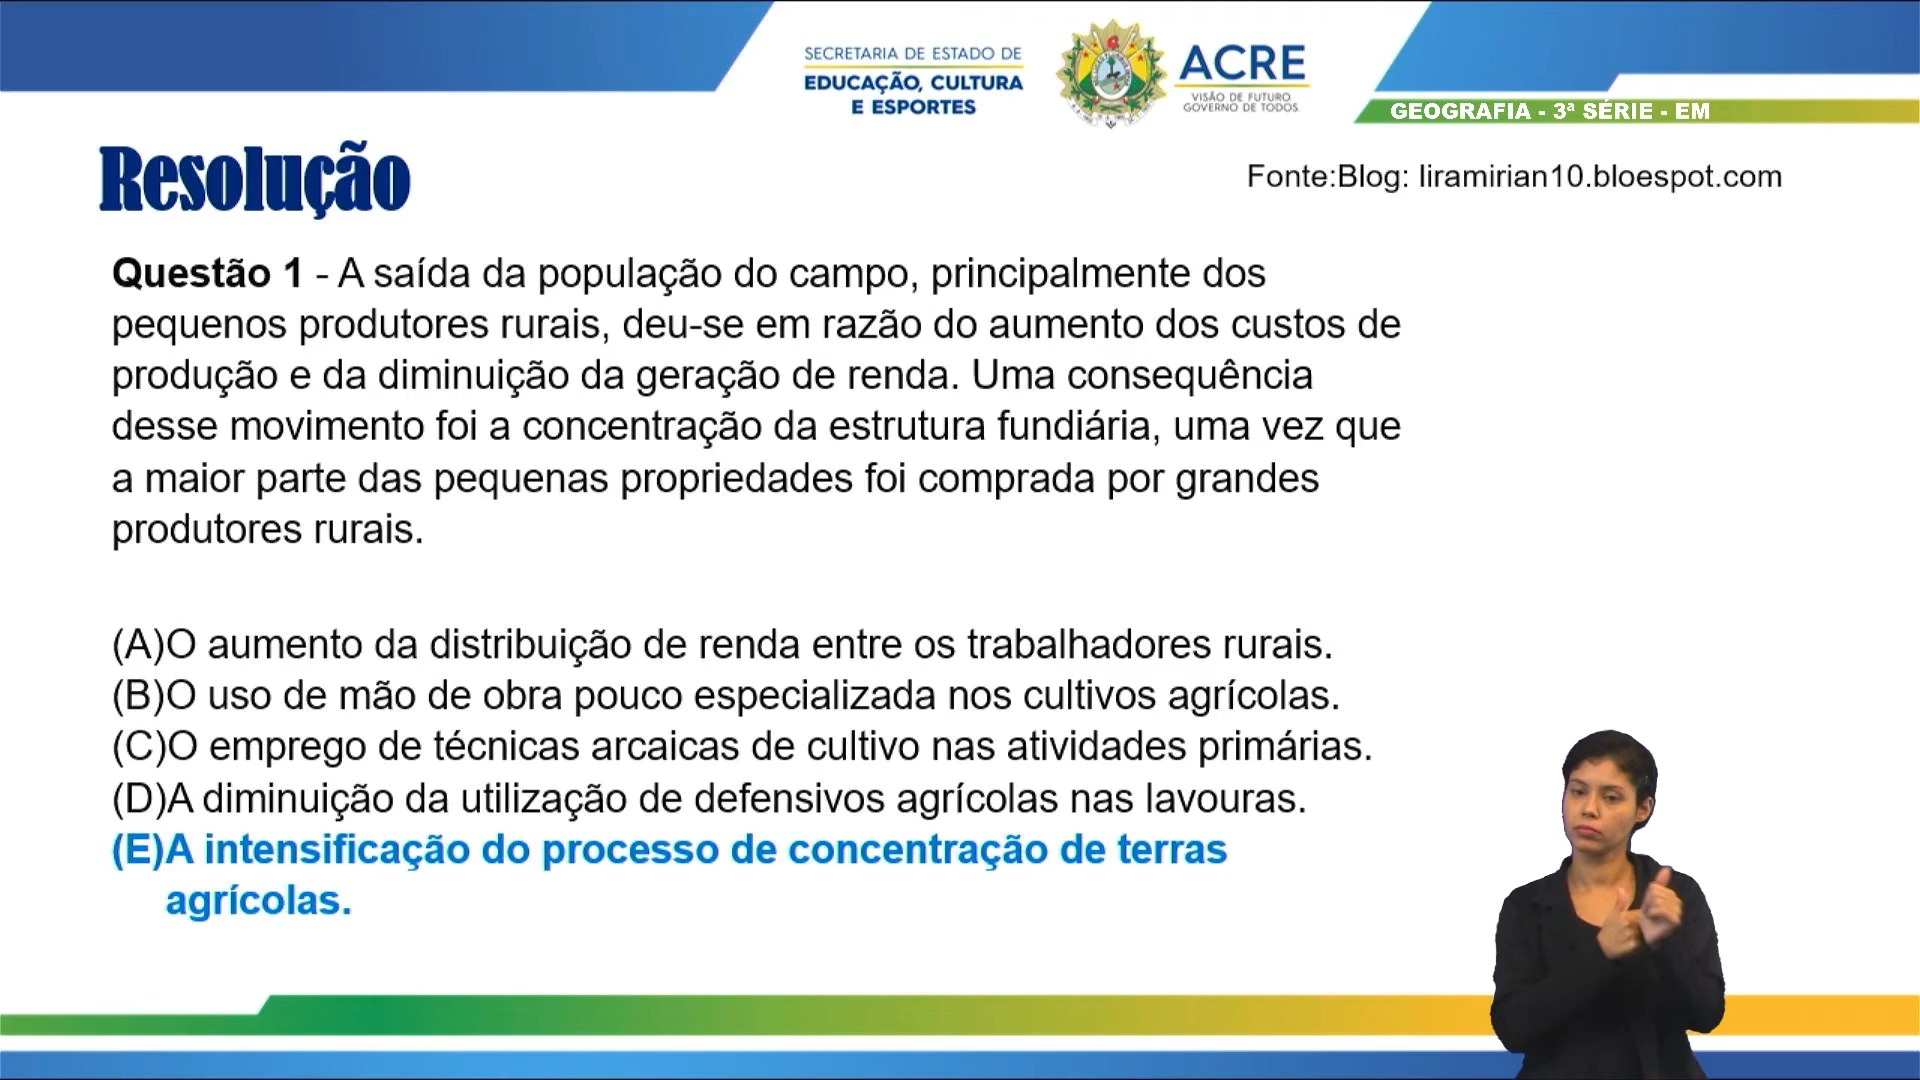 SECRETARIA DE ESTADO DE
EDUCAÇÃO, CULTURA
E ESPORTES
ACRE
VISÃO DE FUTURO
GOVERNO DE TODOS
GEOGRAFIA - 3ª SÉRIE - EM
Resolução
Fonte:Blog: liramirian10.bloespot.com
Questão 1 - A saída da população do campo, principalmente dos
pequenos produtores rurais, deu-se em razão do aumento dos custos de
produção e da diminuição da geração de renda. Uma consequência
desse movimento foi a concentração da estrutura fundiária, uma vez que
a maior parte das pequenas propriedades foi comprada por grandes
produtores rurais.
(A)O aumento da distribuição de renda entre os trabalhadores rurais.
(B)O uso de mão de obra pouco especializada nos cultivos agrícolas.
(C)O emprego de técnicas arcaicas de cultivo nas atividades primárias.
(D)A diminuição da utilização de defensivos agrícolas nas lavouras.
(E)A intensificação do processo de concentração de terras
agrícolas.